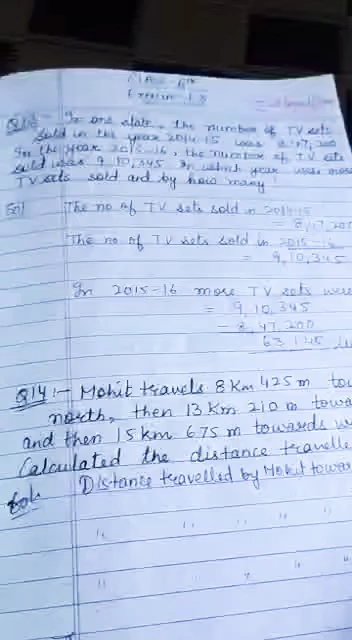 Q13:- In one state, the number of TV sets
sold in the year 2014-15 was 8,47,200
In the year 2015-16, the number of TV sets
sold was 9,10,345. In which year were more
TV sets sold and by how many?
Sol The no of TV sets sold in 2014-15
= 8,47,200
The no of TV sets sold in 2015-16
= 9,10,345
In 2015-16 more TV sets were
= 9,10,345
- 8,47,200
63145
Q14:- Mohit travels 8 Km 425 m
north, then 13 Km 210 m
and then 15 km 675 m towards
Calculated the distance
Sol. Distance travelled by Mohit
" " " "
" " "